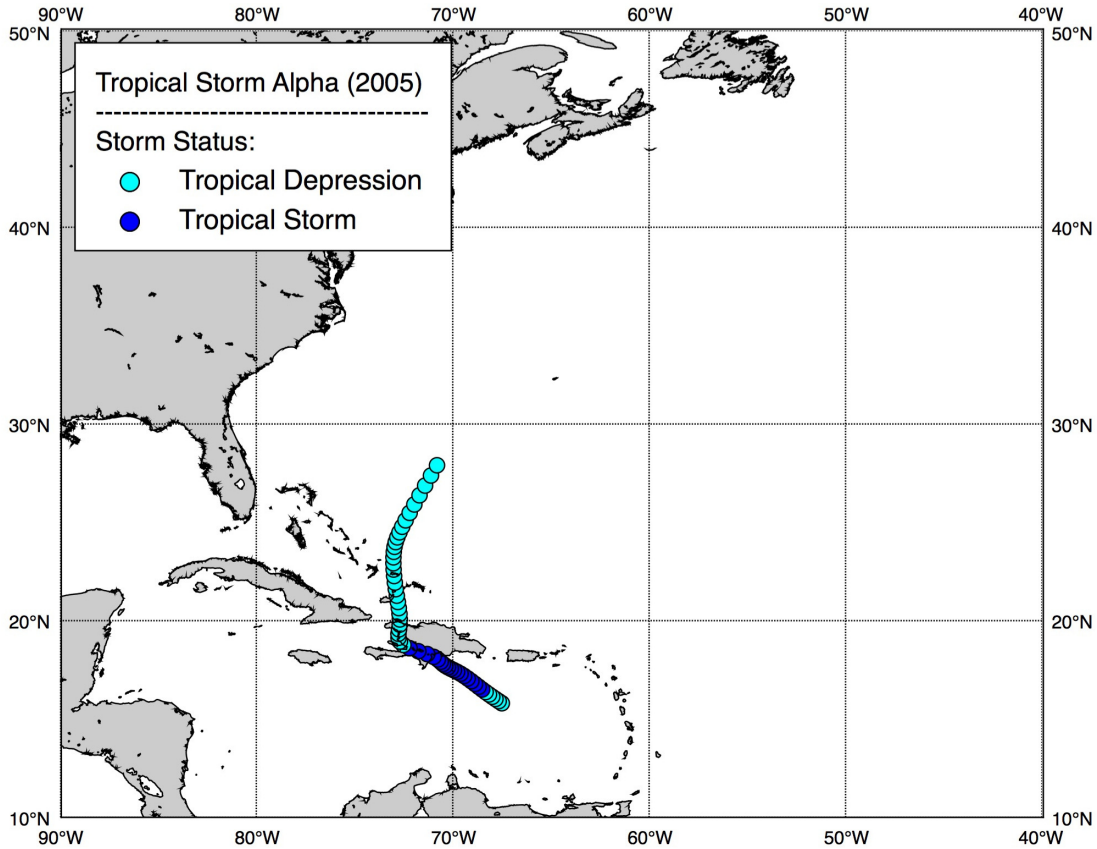 90°W 80°W 70°W 60°W 50°W 40°W
50°N 50°N
Tropical Storm Alpha (2005)
Storm Status:
Tropical Depression
Tropical Storm
40°N 40°N
30°N 30°N
20°N 20°N
10°N 10°N
90°W 80°W 70°W 60°W 50°W 40°W